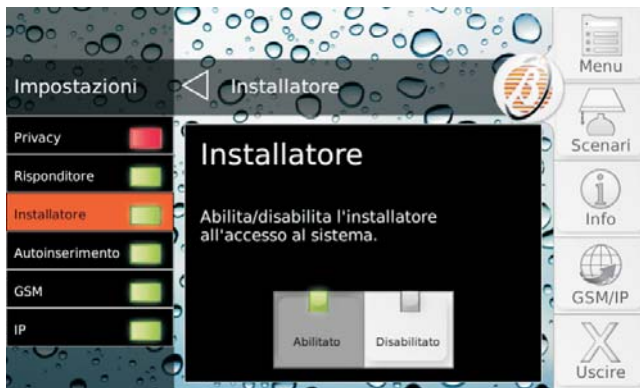 Impostazioni
Installatore
Privacy
Risponditore
Installatore
Autoinserimento
GSM
IP
Installatore
Abilita/disabilita l'installatore
all'accesso al sistema.
Abilitato
Disabilitato
Menu
Scenari
Info
GSM/IP
Uscire